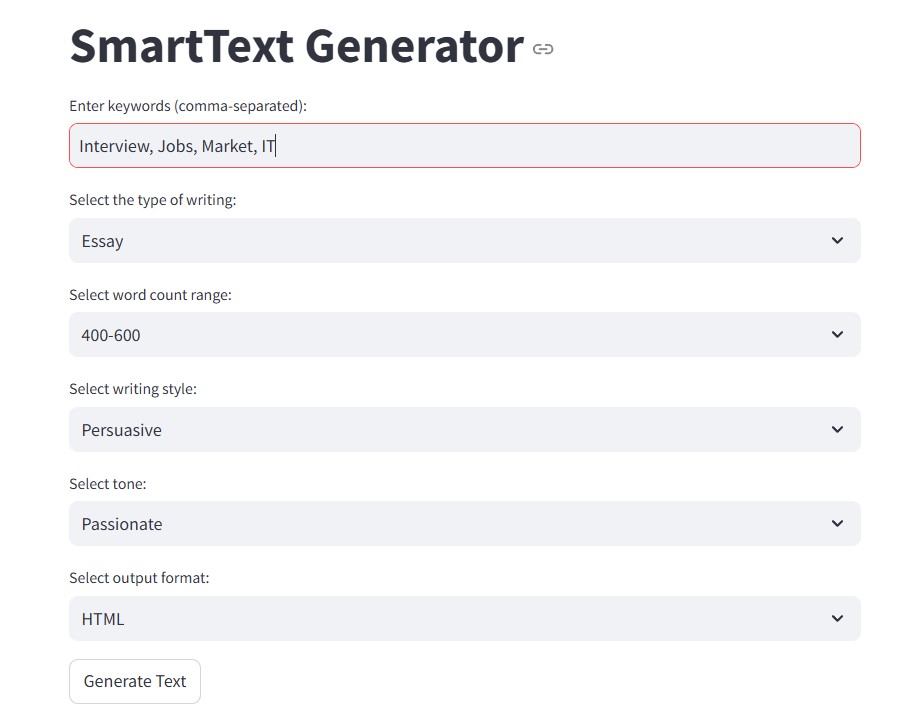 SmartText Generator
Enter keywords (comma-separated):
Interview, Jobs, Market, IT
Select the type of writing:
Essay
Select word count range:
400-600
Select writing style:
Persuasive
Select tone:
Passionate
Select output format:
HTML
Generate Text